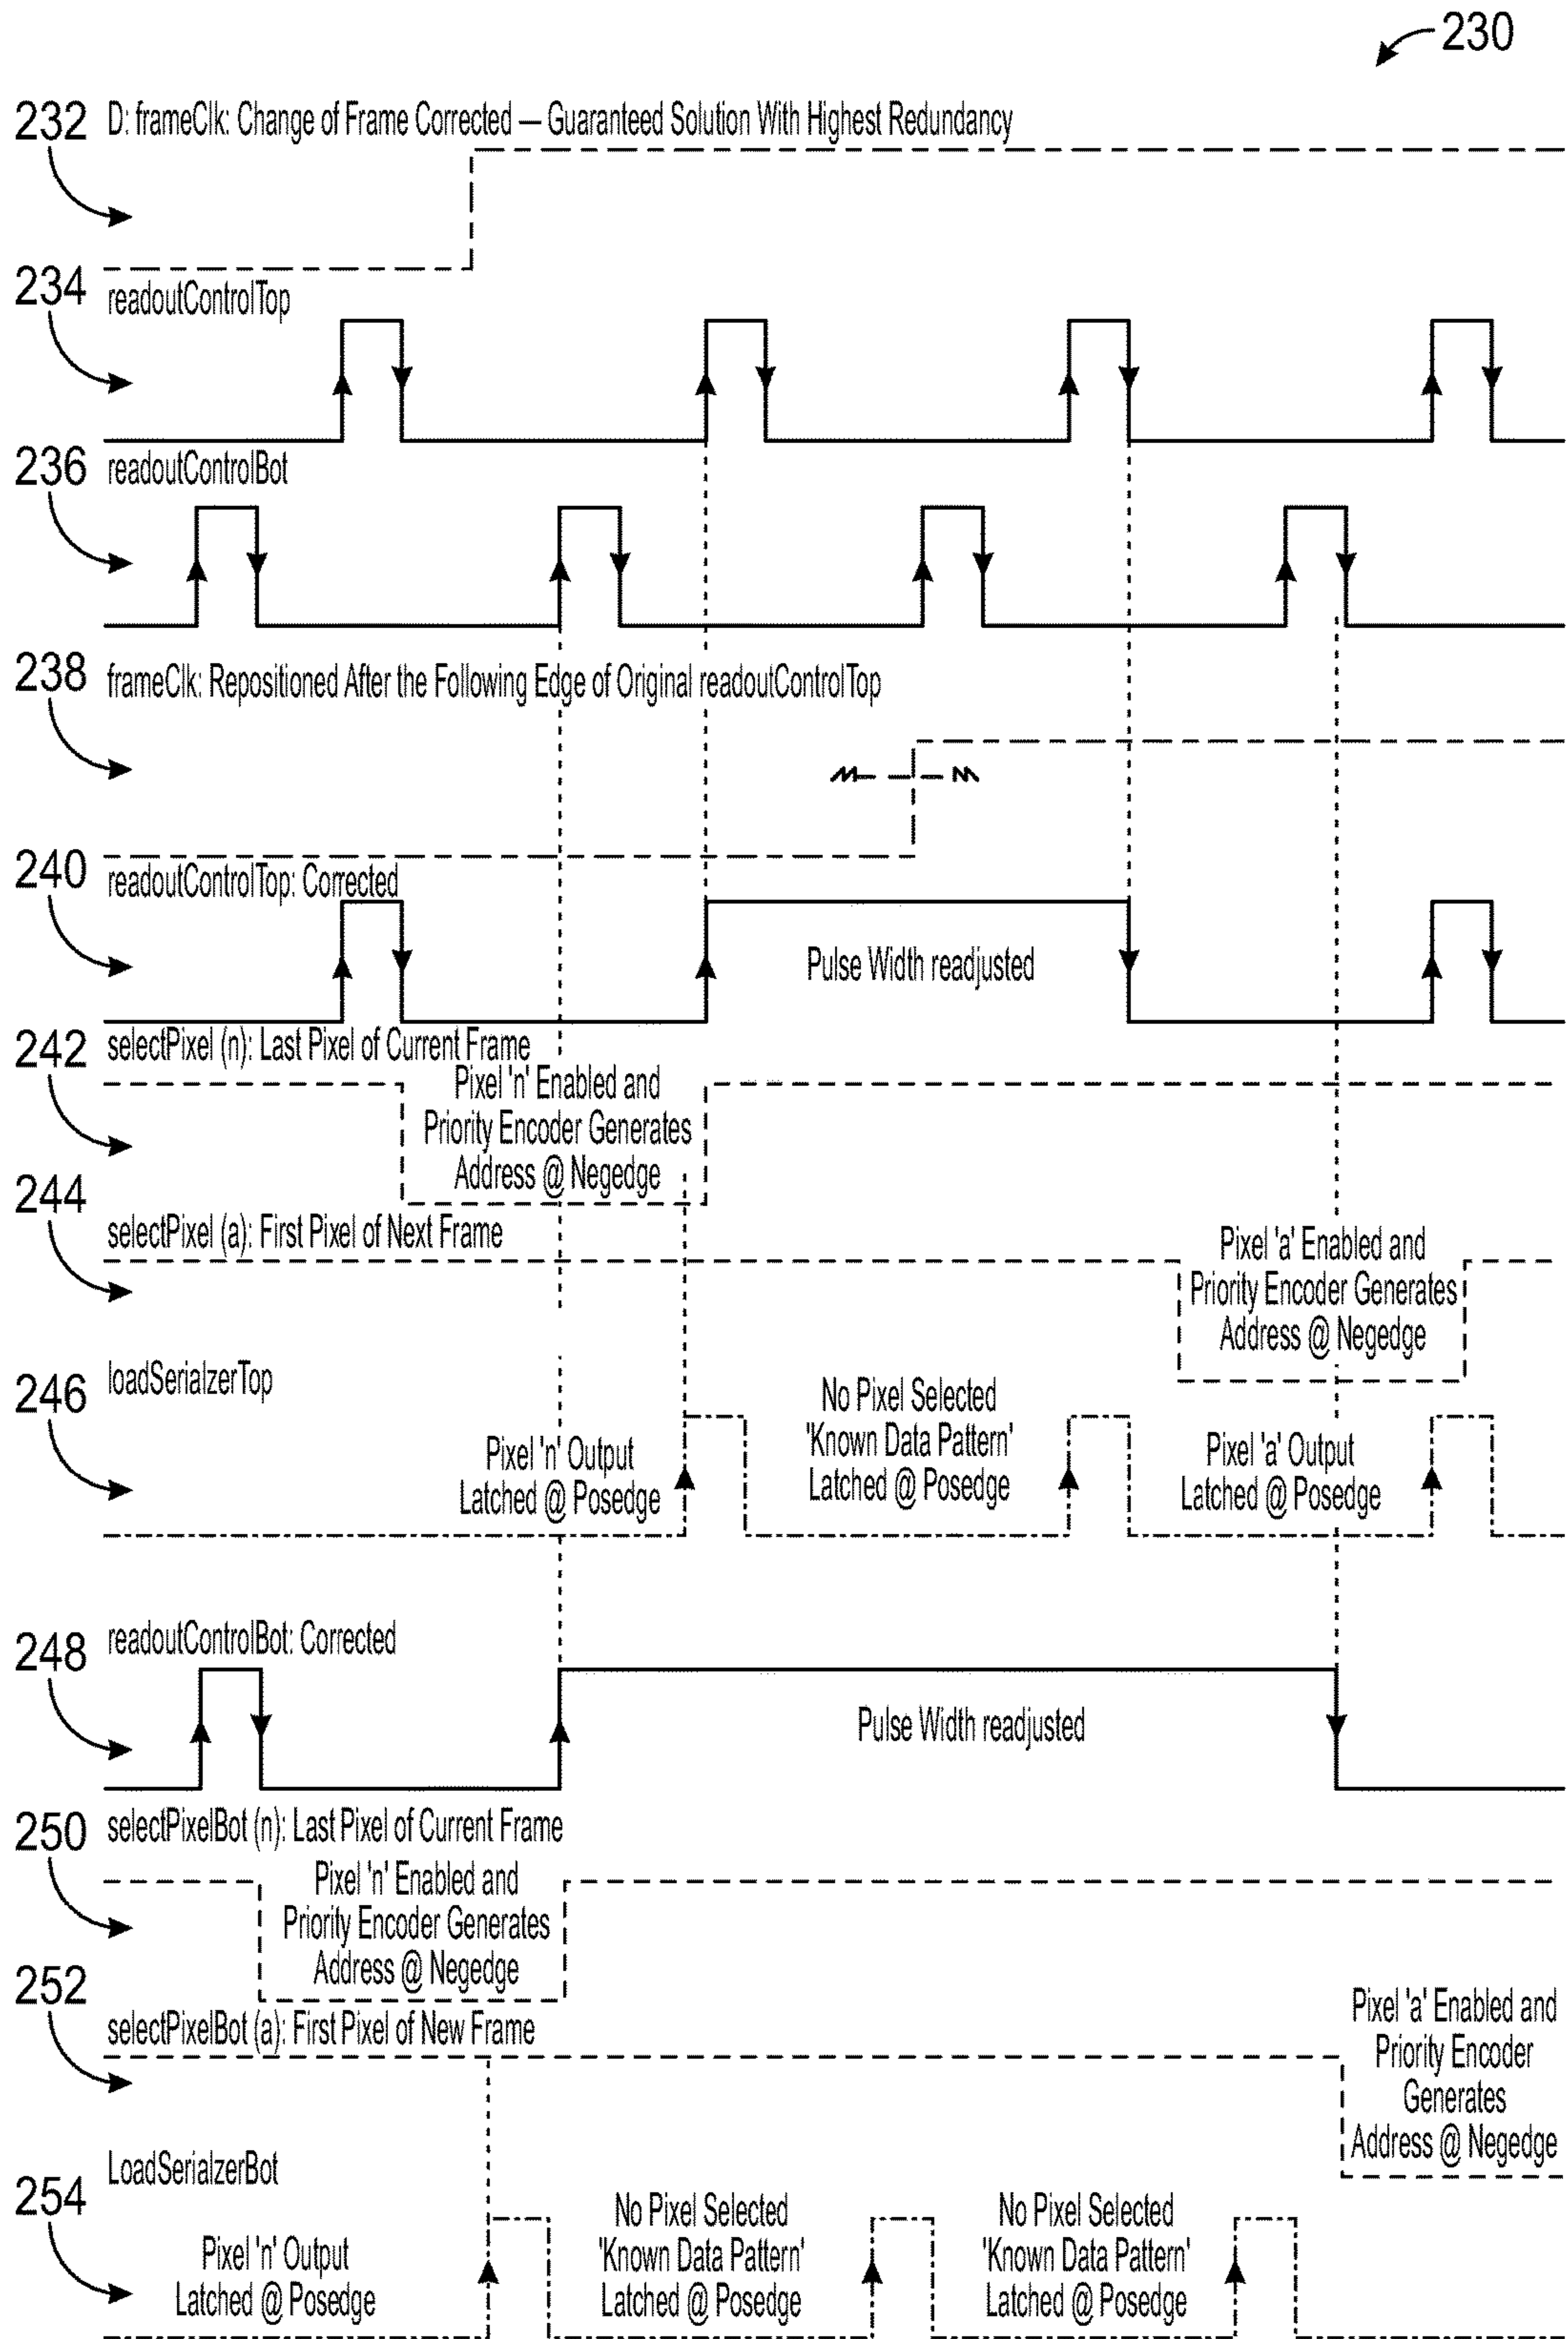 230
232 D: frameClk: Change of Frame Corrected — Guaranteed Solution With Highest Redundancy
234 readoutControlTop
236 readoutControlBot
238 frameClk: Repositioned After the Following Edge of Original readoutControlTop
240 readoutControlTop: Corrected
Pulse Width readjusted
242 selectPixel (n): Last Pixel of Current Frame
Pixel 'n' Enabled and
Priority Encoder Generates
Address @ Negedge
244 selectPixel (a): First Pixel of Next Frame
Pixel 'a' Enabled and
Priority Encoder Generates
Address @ Negedge
246 loadSerialzerTop
Pixel 'n' Output
Latched @ Posedge
No Pixel Selected
'Known Data Pattern'
Latched @ Posedge
Pixel 'a' Output
Latched @ Posedge
248 readoutControlBot: Corrected
Pulse Width readjusted
250 selectPixelBot (n): Last Pixel of Current Frame
Pixel 'n' Enabled and
Priority Encoder Generates
Address @ Negedge
252 selectPixelBot (a): First Pixel of New Frame
Pixel 'a' Enabled and
Priority Encoder
Generates
Address @ Negedge
254 LoadSerialzerBot
Pixel 'n' Output
Latched @ Posedge
No Pixel Selected
'Known Data Pattern'
Latched @ Posedge
No Pixel Selected
'Known Data Pattern'
Latched @ Posedge